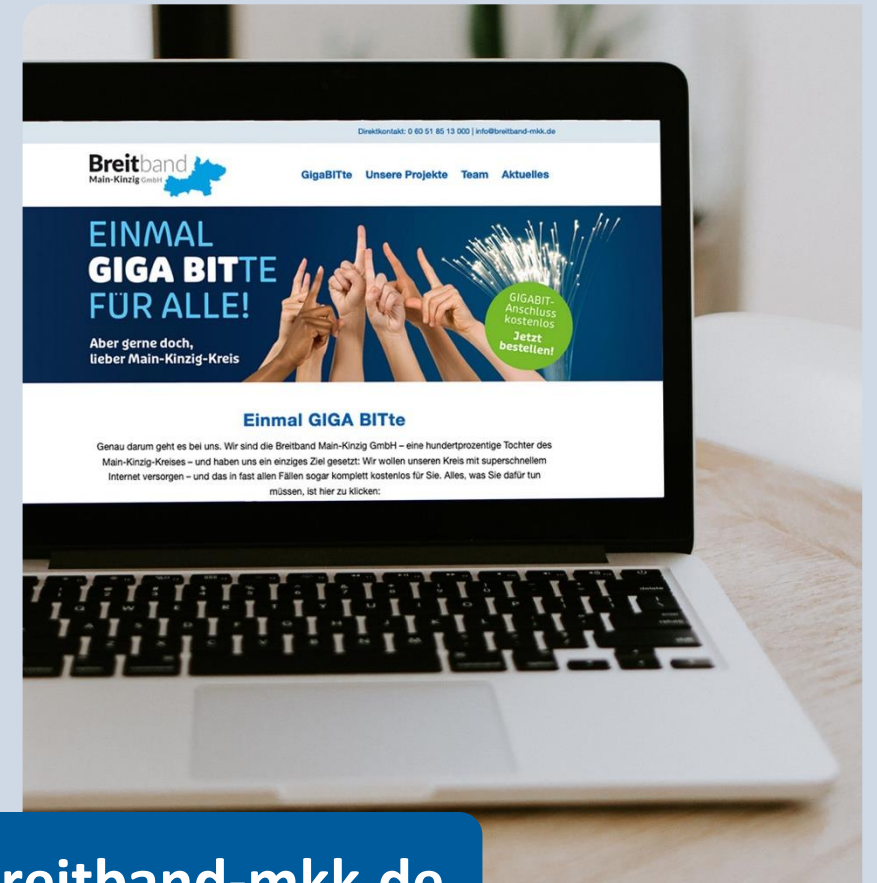 Direktkontakt: 0 60 51 85 13 000 | info@breitband-mkk.de
Breitband
Main-Kinzig GmbH
GigaBITte Unsere Projekte Team Aktuelles
EINMAL
GIGA BITTE
FÜR ALLE!
Aber gerne doch,
lieber Main-Kinzig-Kreis
GIGABIT-
Anschluss
kostenlos
Jetzt
bestellen!
Einmal GIGA BITte
Genau darum geht es bei uns. Wir sind die Breitband Main-Kinzig GmbH – eine hundertprozentige Tochter des
Main-Kinzig-Kreises – und haben uns ein einziges Ziel gesetzt: Wir wollen unseren Kreis mit superschnellem
Internet versorgen – und das in fast allen Fällen sogar komplett kostenlos für Sie. Alles, was Sie dafür tun
müssen, ist hier zu klicken:
delete
reitband-mkk.de